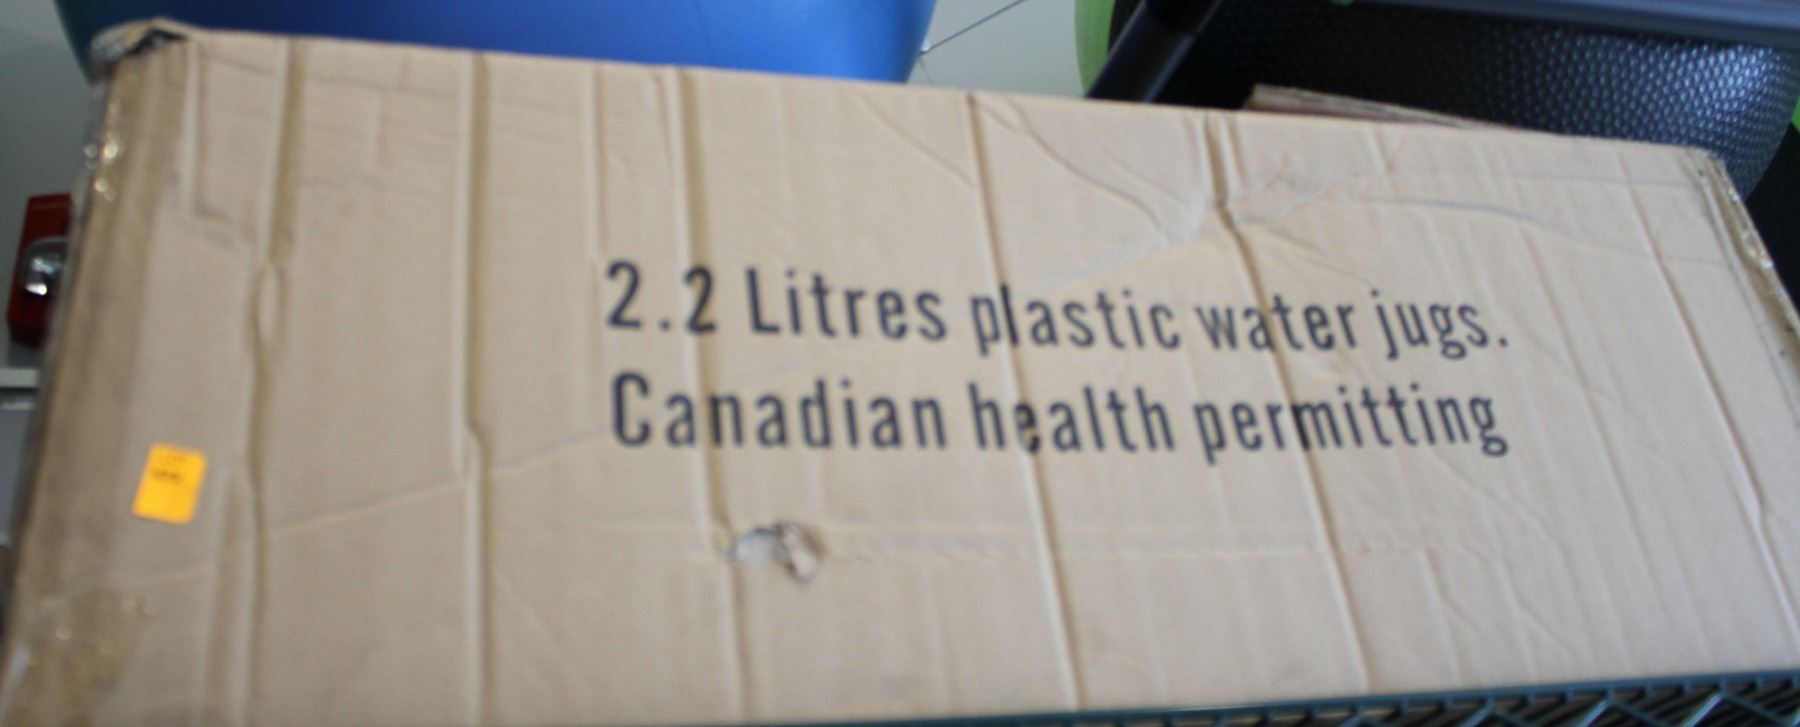 2.2 Litres plastic water jugs.
Canadian health permitting